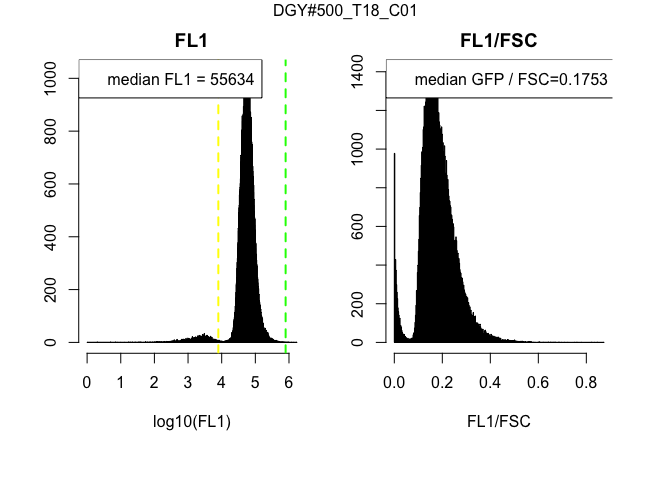 DGY#500_T18_C01
FL1
median FL1 = 55634
0 200 400 600 800 1000
0 1 2 3 4 5 6
log10(FL1)
FL1/FSC
median GFP / FSC=0.1753
0 200 600 1000 1400
0.0 0.2 0.4 0.6 0.8
FL1/FSC